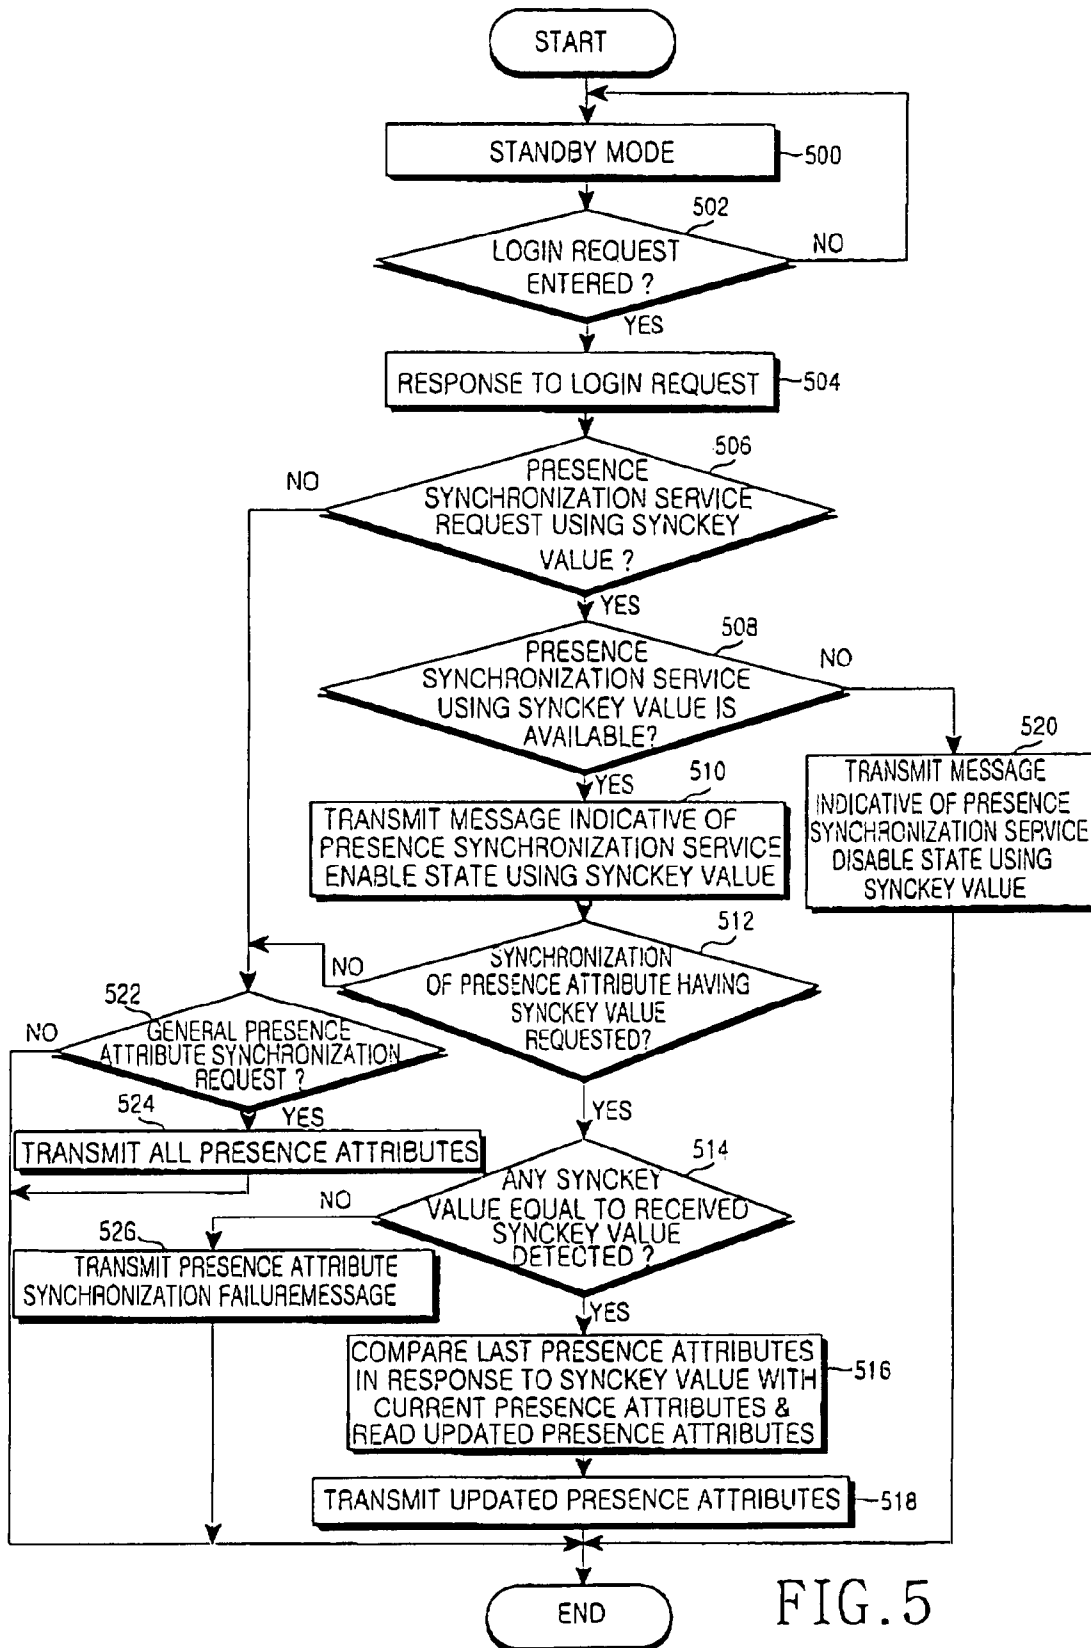 START
STANDBY MODE
500
502
LOGIN REQUEST
ENTERED ?
NO
YES
RESPONSE TO LOGIN REQUEST
504
506
PRESENCE
SYNCHRONIZATION SERVICE
REQUEST USING SYNCKEY
VALUE ?
NO
YES
508
PRESENCE
SYNCHRONIZATION SERVICE
USING SYNCKEY VALUE IS
AVAILABLE?
NO
YES
510
TRANSMIT MESSAGE INDICATIVE OF
PRESENCE SYNCHRONIZATION SERVICE
ENABLE STATE USING SYNCKEY VALUE
520
TRANSMIT MESSAGE
INDICATIVE OF PRESENCE
SYNCHRONIZATION SERVICE
DISABLE STATE USING
SYNCKEY VALUE
512
SYNCHRONIZATION
OF PRESENCE ATTRIBUTE HAVING
SYNCKEY VALUE
REQUESTED?
NO
YES
522
GENERAL PRESENCE
ATTRIBUTE SYNCHRONIZATION
REQUEST ?
NO
YES
524
TRANSMIT ALL PRESENCE ATTRIBUTES
514
ANY SYNCKEY
VALUE EQUAL TO RECEIVED
SYNCKEY VALUE
DETECTED ?
NO
YES
526
TRANSMIT PRESENCE ATTRIBUTE
SYNCHRONIZATION FAILUREMESSAGE
COMPARE LAST PRESENCE ATTRIBUTES
IN RESPONSE TO SYNCKEY VALUE WITH
CURRENT PRESENCE ATTRIBUTES &
READ UPDATED PRESENCE ATTRIBUTES
516
TRANSMIT UPDATED PRESENCE ATTRIBUTES
518
END
FIG.5